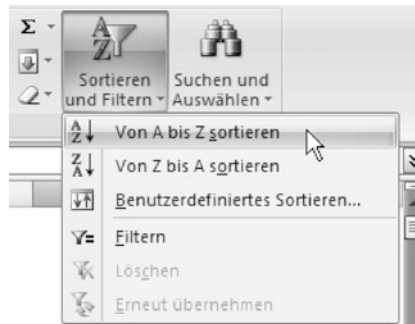 Σ
Sortieren und Filtern
Suchen und Auswählen
Von A bis Z sortieren
Von Z bis A sortieren
Benutzerdefiniertes Sortieren...
Filtern
Löschen
Erneut übernehmen